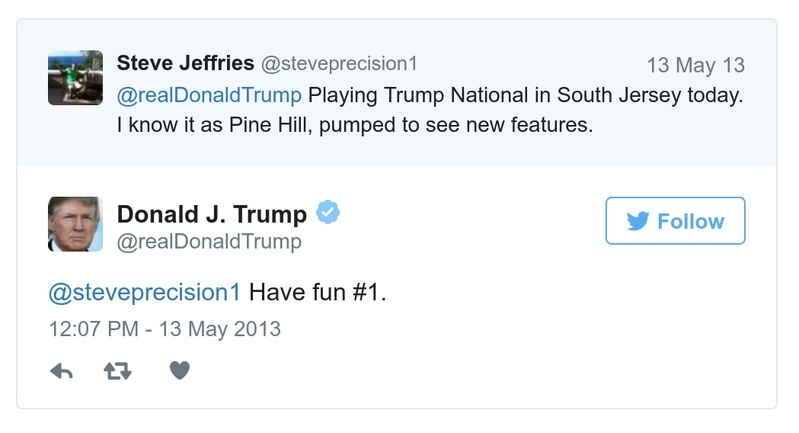 Steve Jeffries @steveprecision1 13 May 13
@realDonaldTrump Playing Trump National in South Jersey today.
I know it as Pine Hill, pumped to see new features.
Donald J. Trump
Follow
@realDonaldTrump
@steveprecision1 Have fun #1.
12:07 PM - 13 May 2013